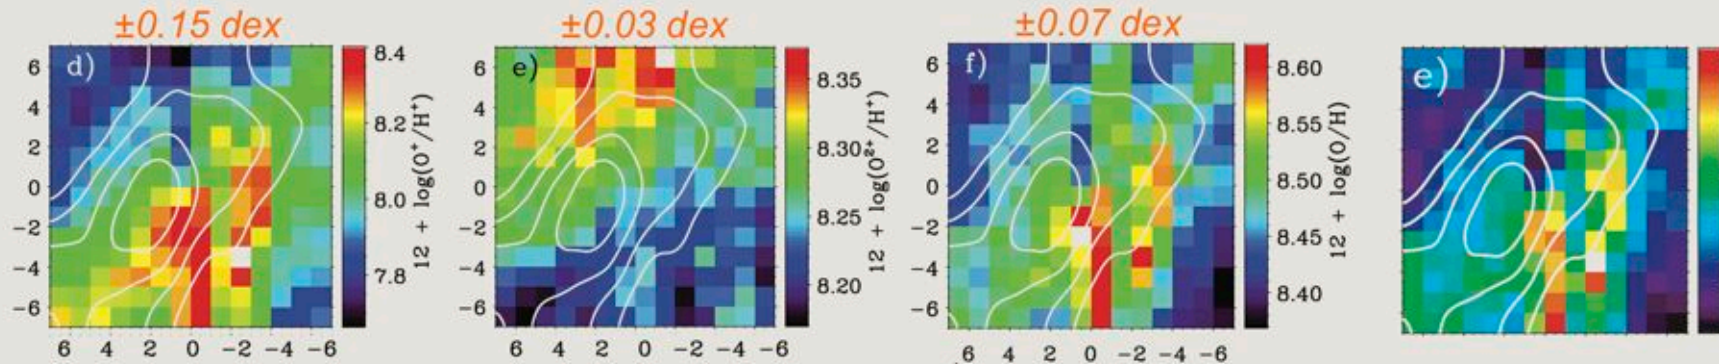 ±0.15 dex
±0.03 dex
±0.07 dex
d)
6
4
2
0
−2
−4
−6
6 4 2 0 −2 −4 −6
8.4
8.2
8.0
7.8
12 + log(O⁺/H⁺)
e)
6
4
2
0
−2
−4
−6
6 4 2 0 −2 −4 −6
8.35
8.30
8.25
8.20
12 + log(O²⁺/H⁺)
f)
6
4
2
0
−2
−4
−6
6 4 2 0 −2 −4 −6
8.60
8.55
8.50
8.45
8.40
12 + log(O/H)
e)